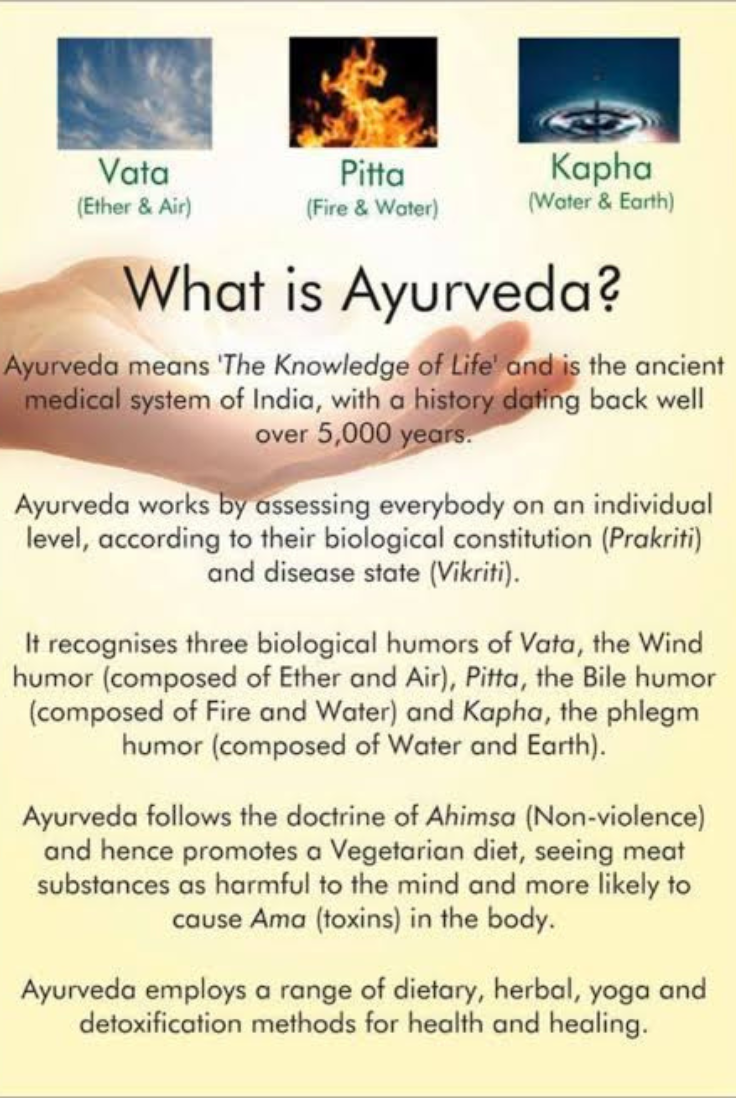 Vata
(Ether & Air)
Pitta
(Fire & Water)
Kapha
(Water & Earth)
What is Ayurveda?
Ayurveda means 'The Knowledge of Life' and is the ancient
medical system of India, with a history dating back well
over 5,000 years.
Ayurveda works by assessing everybody on an individual
level, according to their biological constitution (Prakriti)
and disease state (Vikriti).
It recognises three biological humors of Vata, the Wind
humor (composed of Ether and Air), Pitta, the Bile humor
(composed of Fire and Water) and Kapha, the phlegm
humor (composed of Water and Earth).
Ayurveda follows the doctrine of Ahimsa (Non-violence)
and hence promotes a Vegetarian diet, seeing meat
substances as harmful to the mind and more likely to
cause Ama (toxins) in the body.
Ayurveda employs a range of dietary, herbal, yoga and
detoxification methods for health and healing.